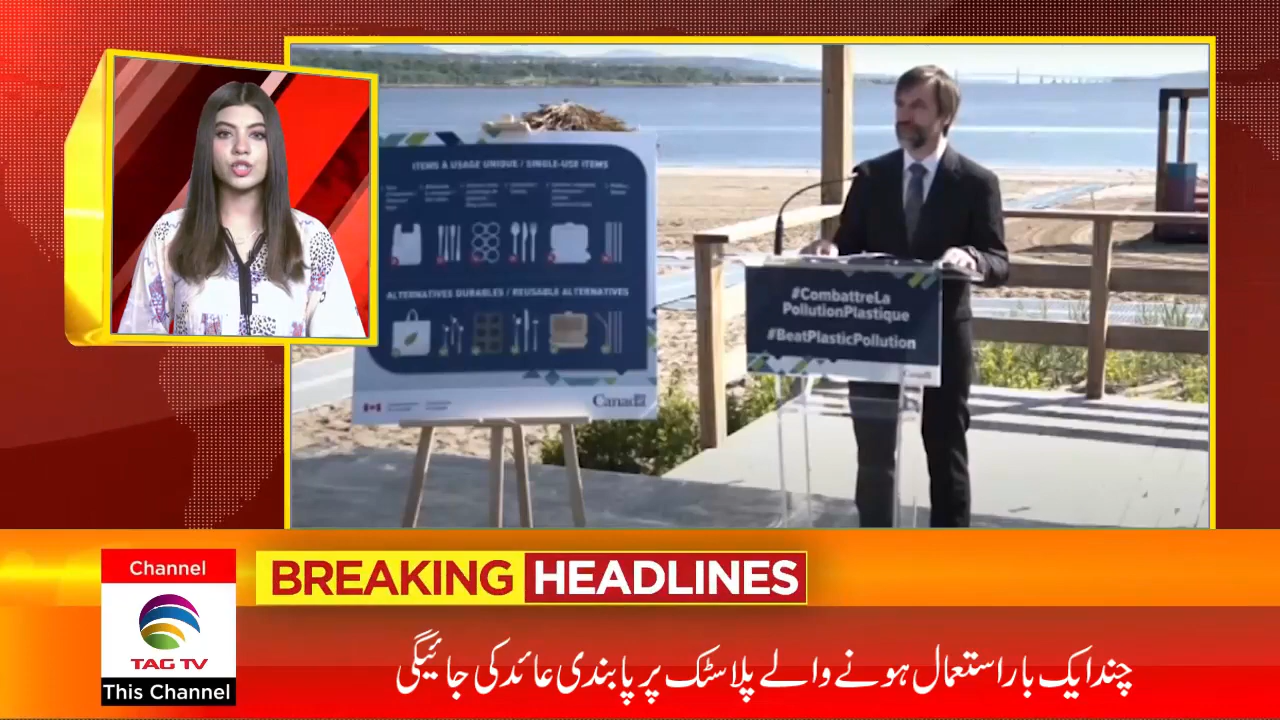 ITEMS À USAGE UNIQUE / SINGLE-USE ITEMS
ALTERNATIVES DURABLES / REUSABLE ALTERNATIVES
Canada
#CombattreLa
PollutionPlastique
#BeatPlasticPollution
Canada
Channel
TAG TV
This Channel
BREAKING HEADLINES
چند ایک بار استعمال ہونے والے پلاسٹک پر پابندی عائد کی جائیگی